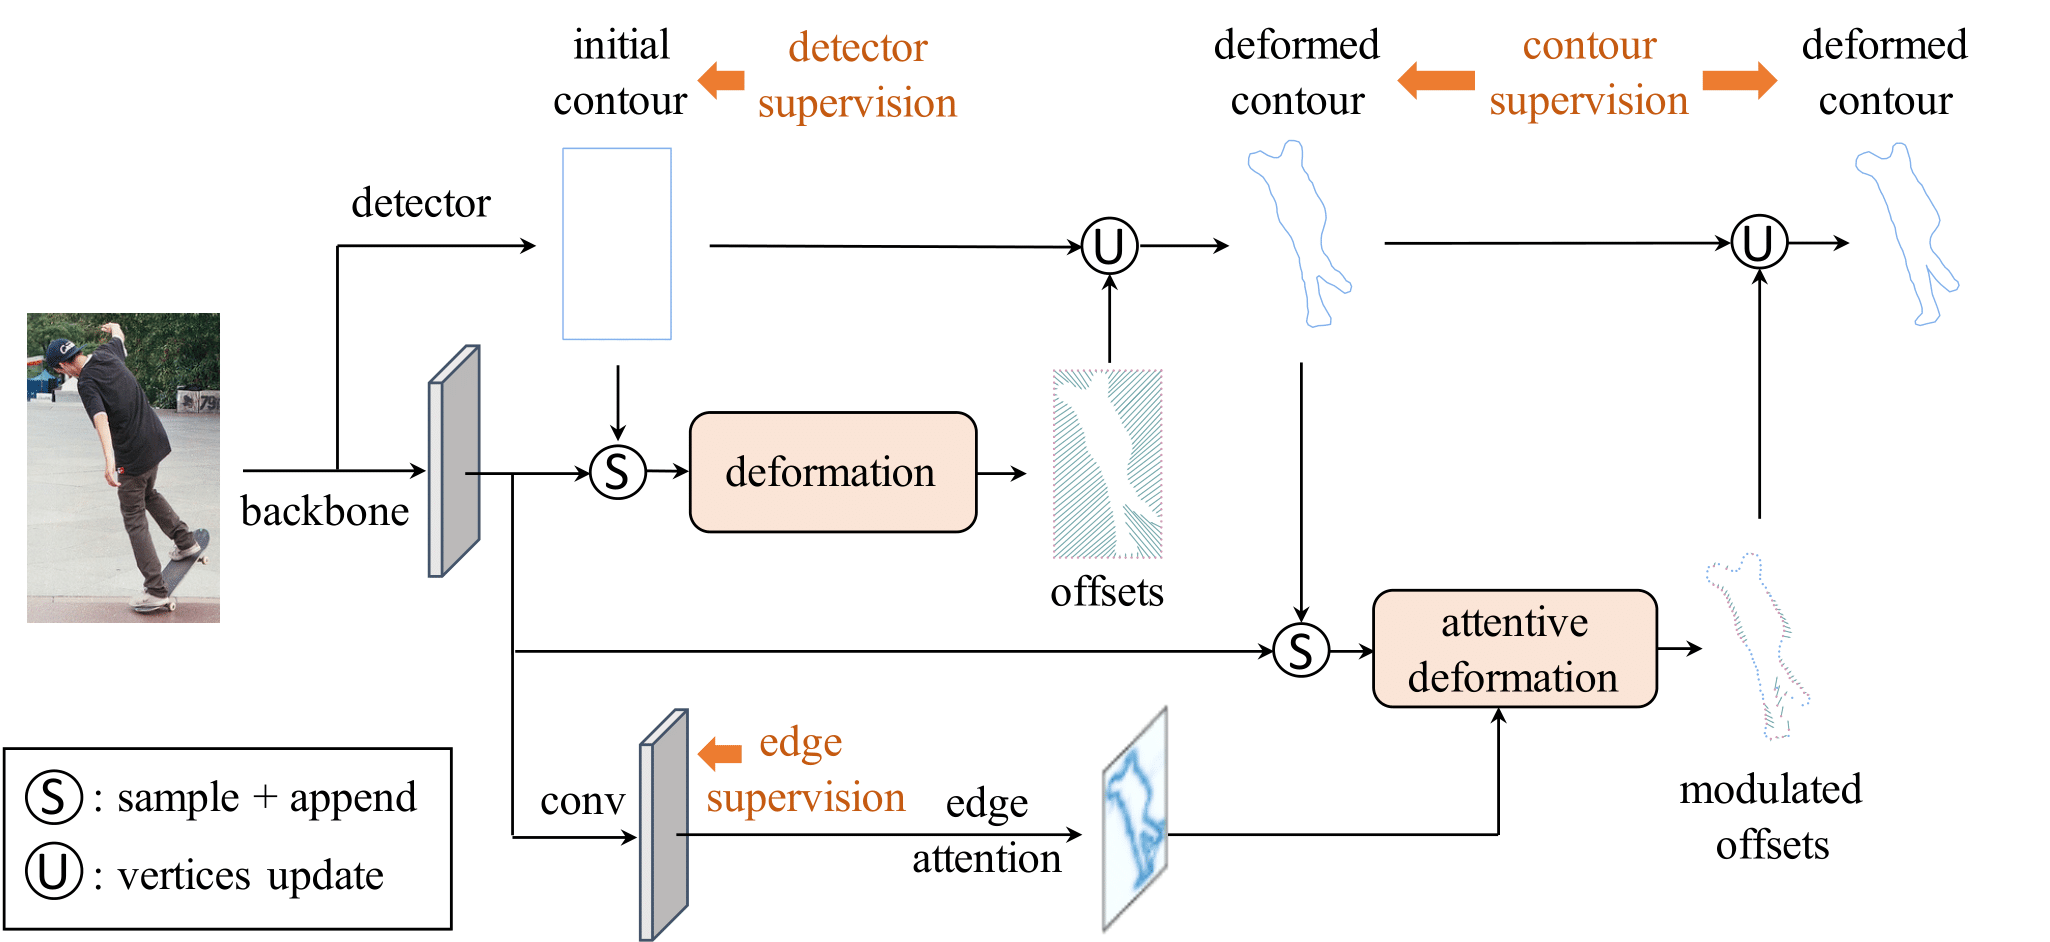 initial
contour
detector
supervision
deformed
contour
contour
supervision
deformed
contour
detector
U
U
backbone
S
deformation
offsets
S
attentive
deformation
conv
edge
supervision
edge
attention
modulated
offsets
S : sample + append
U : vertices update